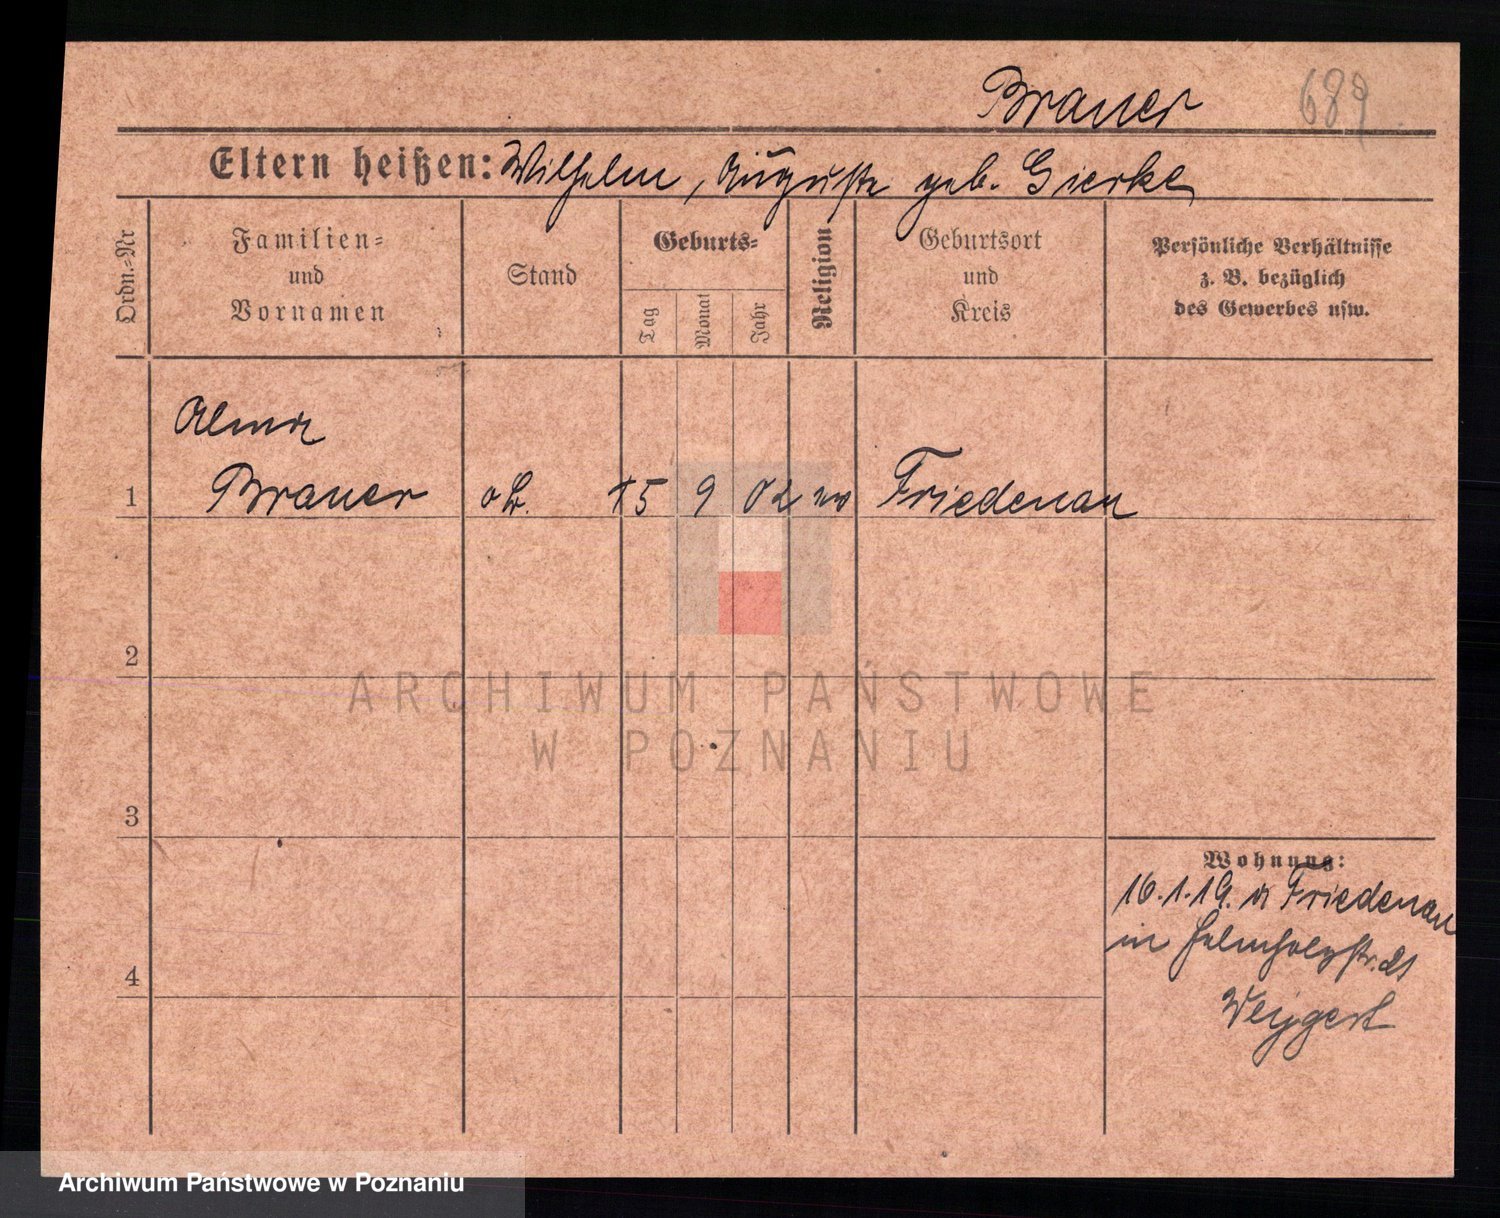 Brauer 689
Eltern heißen: Wilhelm, Auguste geb. Gierke
Ordn.-Nr
Familien-
und
Vornamen
Stand
Geburts-
Tag
Monat
Jahr
Religion
Geburtsort
und
Kreis
Persönliche Verhältnisse
z. B. bezüglich
des Gewerbes usw.
Alma
1 Brauer 15 9 02 ev Friedenau
2
3
4
Wohnung:
16.1.19. Friedenau
in
Weygert
ARCHIWUM PAŃSTWOWE
W POZNANIU
Archiwum Państwowe w Poznaniu